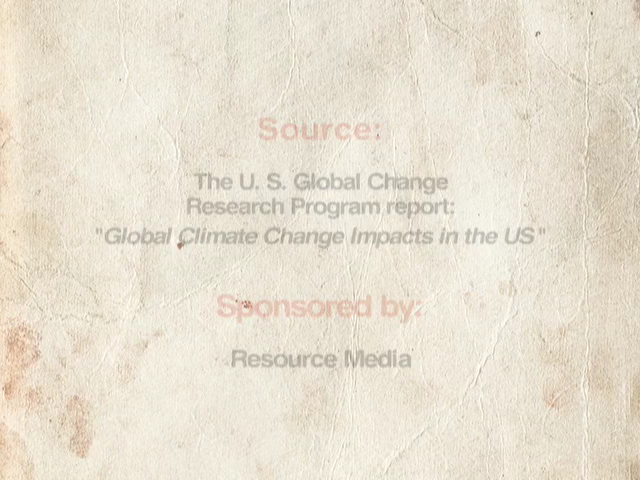 Source:
The U. S. Global Change
Research Program report:
"Global Climate Change Impacts in the US"
Sponsored by:
Resource Media